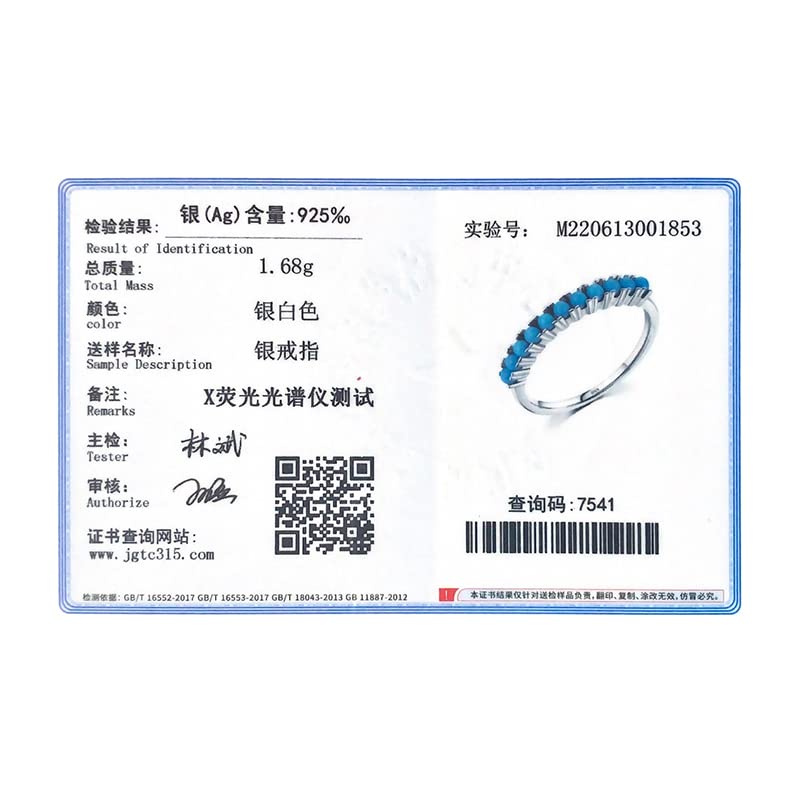 检验结果: 银(Ag)含量:925‰
Result of Identification
总质量: 1.68g
Total Mass
颜色: 银白色
color
送样名称: 银戒指
Sample Description
备注: X荧光光谱仪测试
Remarks
主检: 林斌
Tester
审核:
Authorize
证书查询网站:
www.jgtc315.com
检测依据: GB/T 16552-2017 GB/T 16553-2017 GB/T 18043-2013 GB 11887-2012
实验号: M220613001853
查询码:7541
! 本证书结果仅针对送检样品负责,翻印、复制、涂改无效,仿冒必究。